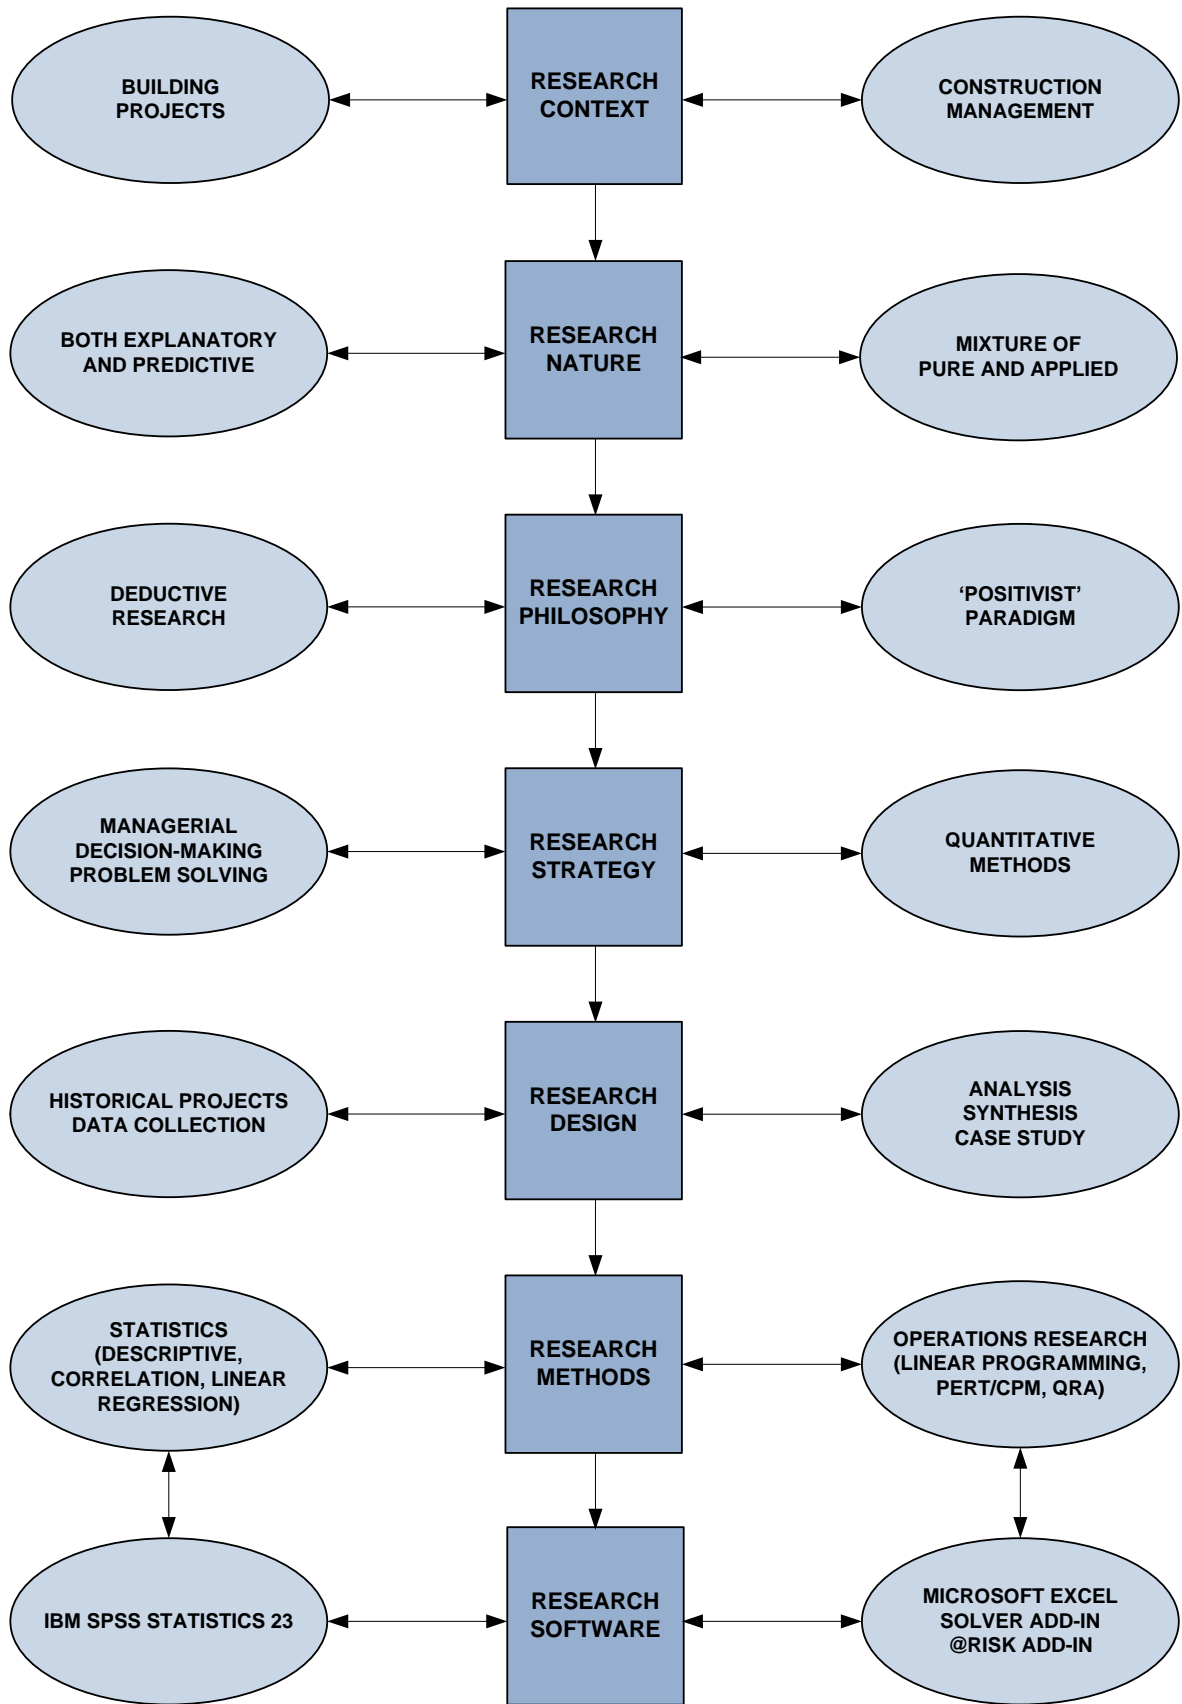 BUILDING
PROJECTS
RESEARCH
CONTEXT
CONSTRUCTION
MANAGEMENT
BOTH EXPLANATORY
AND PREDICTIVE
RESEARCH
NATURE
MIXTURE OF
PURE AND APPLIED
DEDUCTIVE
RESEARCH
RESEARCH
PHILOSOPHY
‘POSITIVIST’
PARADIGM
MANAGERIAL
DECISION-MAKING
PROBLEM SOLVING
RESEARCH
STRATEGY
QUANTITATIVE
METHODS
HISTORICAL PROJECTS
DATA COLLECTION
RESEARCH
DESIGN
ANALYSIS
SYNTHESIS
CASE STUDY
STATISTICS
(DESCRIPTIVE,
CORRELATION, LINEAR
REGRESSION)
RESEARCH
METHODS
OPERATIONS RESEARCH
(LINEAR PROGRAMMING,
PERT/CPM, QRA)
IBM SPSS STATISTICS 23
RESEARCH
SOFTWARE
MICROSOFT EXCEL
SOLVER ADD-IN
@RISK ADD-IN